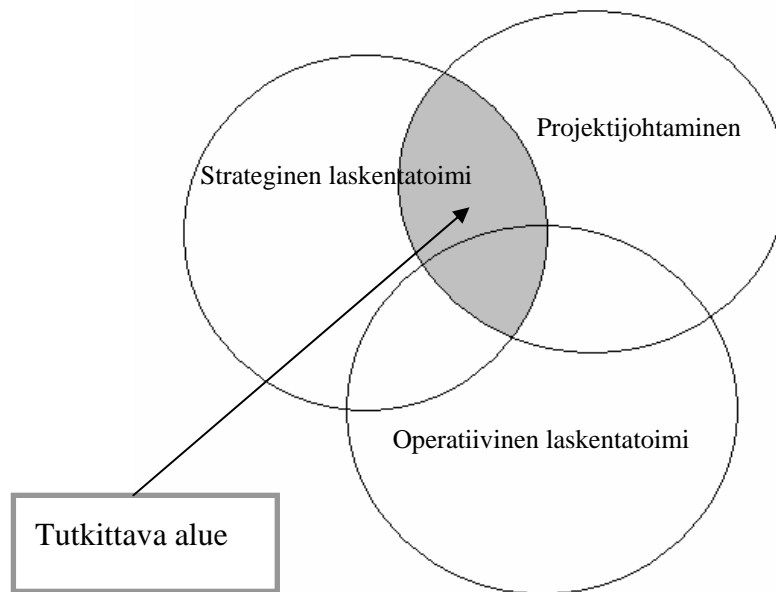 Projektijohtaminen
Strateginen laskentatoimi
Operatiivinen laskentatoimi
Tutkittava alue